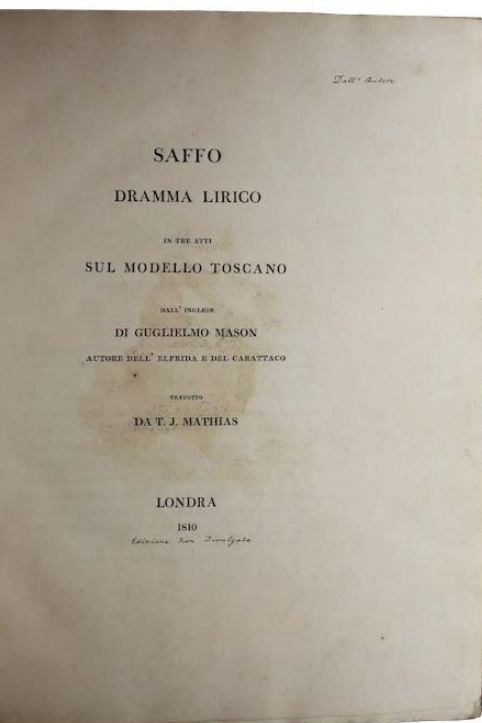 Dall' Autore
SAFFO
DRAMMA LIRICO
IN TRE ATTI
SUL MODELLO TOSCANO
DALL' INGLESE
DI GUGLIELMO MASON
AUTORE DELL' ELFRIDA E DEL CARATTACO
TRADOTTO
DA T. J. MATHIAS
LONDRA
1810
Edizione non Divulgata